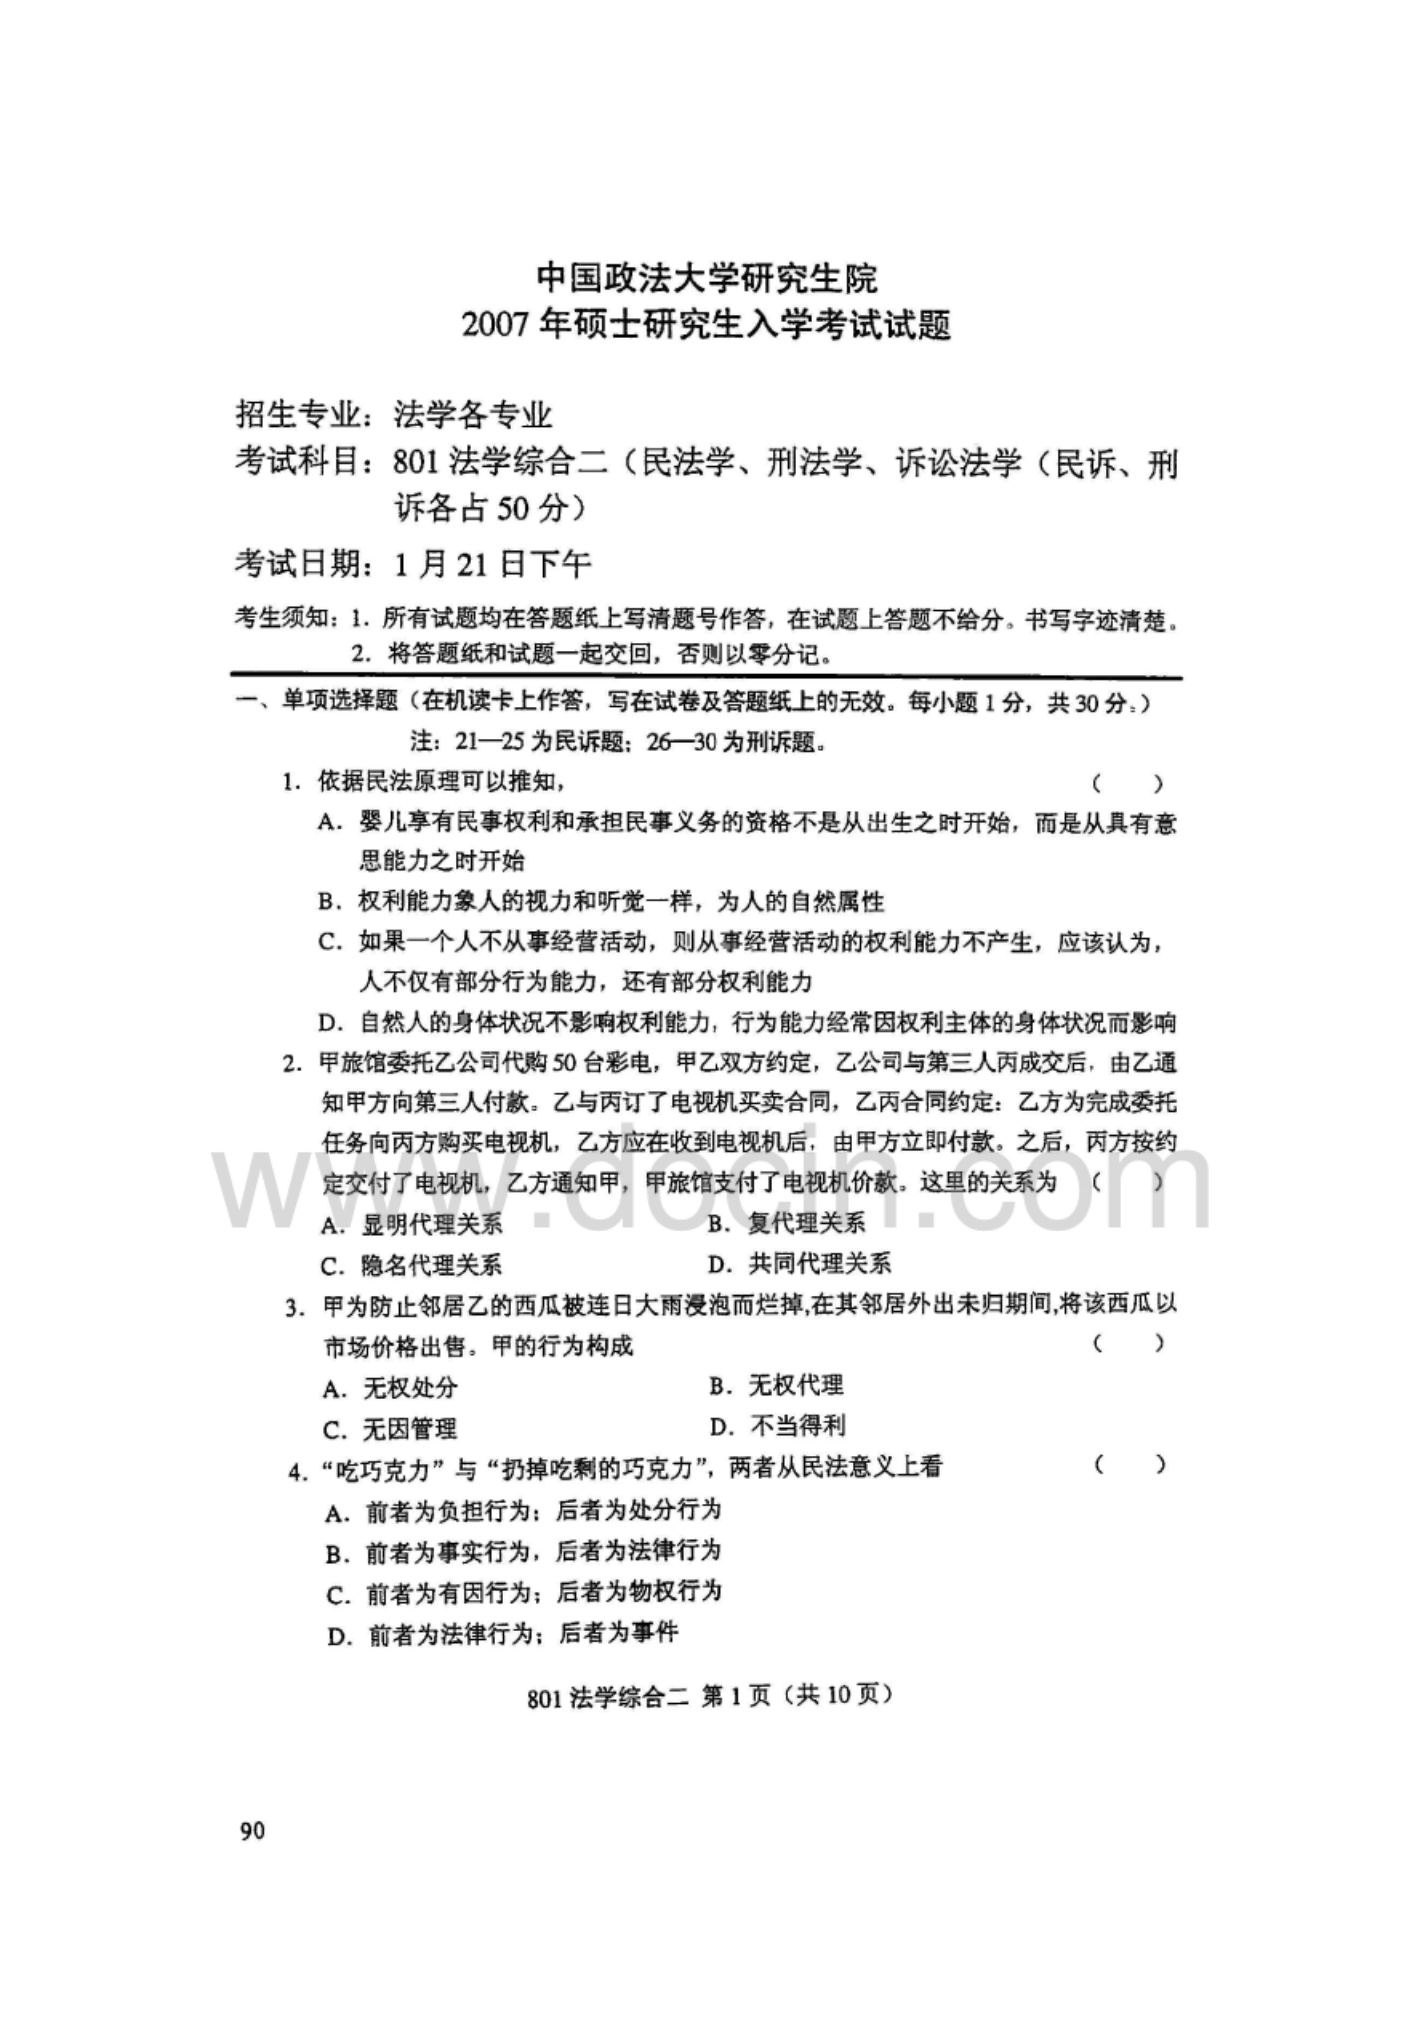 中国政法大学研究生院
2007 年硕士研究生入学考试试题
招生专业：法学各专业
考试科目：801 法学综合二（民法学、刑法学、诉讼法学（民诉、刑
诉各占 50 分）
考试日期：1 月 21 日下午
考生须知：1．所有试题均在答题纸上写清题号作答，在试题上答题不给分。书写字迹清楚。
2．将答题纸和试题一起交回，否则以零分记。
一、单项选择题（在机读卡上作答，写在试卷及答题纸上的无效。每小题 1 分，共 30 分。）
注：21—25 为民诉题；26—30 为刑诉题。
1．依据民法原理可以推知，（　）
A．婴儿享有民事权利和承担民事义务的资格不是从出生之时开始，而是从具有意
思能力之时开始
B．权利能力象人的视力和听觉一样，为人的自然属性
C．如果一个人不从事经营活动，则从事经营活动的权利能力不产生，应该认为，
人不仅有部分行为能力，还有部分权利能力
D．自然人的身体状况不影响权利能力，行为能力经常因权利主体的身体状况而影响
2．甲旅馆委托乙公司代购 50 台彩电，甲乙双方约定，乙公司与第三人丙成交后，由乙通
知甲方向第三人付款。乙与丙订了电视机买卖合同，乙丙合同约定：乙方为完成委托
任务向丙方购买电视机，乙方应在收到电视机后，由甲方立即付款。之后，丙方按约
定交付了电视机，乙方通知甲，甲旅馆支付了电视机价款。这里的关系为（　）
A．显明代理关系　B．复代理关系
C．隐名代理关系　D．共同代理关系
3．甲为防止邻居乙的西瓜被连日大雨浸泡而烂掉,在其邻居外出未归期间,将该西瓜以
市场价格出售。甲的行为构成（　）
A．无权处分　B．无权代理
C．无因管理　D．不当得利
4．“吃巧克力”与“扔掉吃剩的巧克力”，两者从民法意义上看（　）
A．前者为负担行为；后者为处分行为
B．前者为事实行为，后者为法律行为
C．前者为有因行为；后者为物权行为
D．前者为法律行为；后者为事件
801 法学综合二 第 1 页（共 10 页）
90
www.docin.com